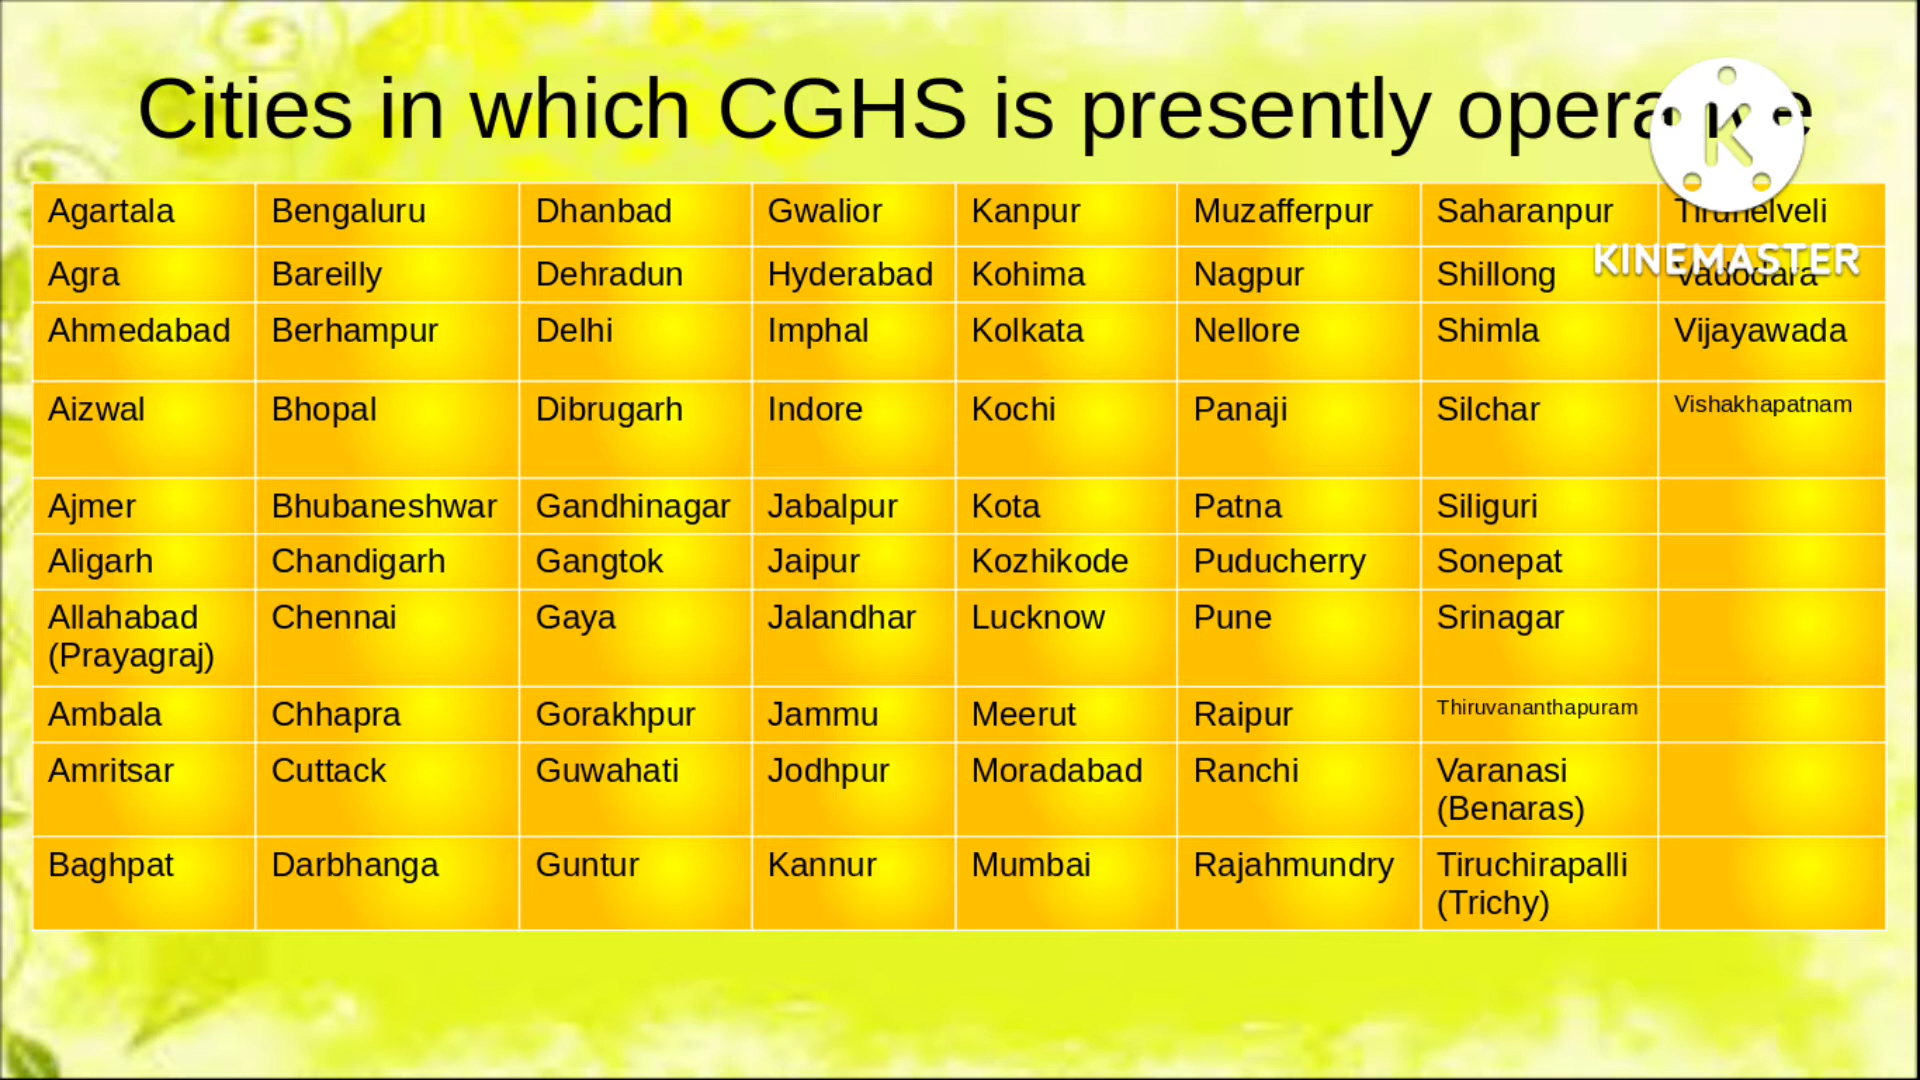 Cities in which CGHS is presently operative
Agartala Bengaluru Dhanbad Gwalior Kanpur Muzafferpur Saharanpur Tirunelveli
KINEMASTER
Agra Bareilly Dehradun Hyderabad Kohima Nagpur Shillong Vadodara
Ahmedabad Berhampur Delhi Imphal Kolkata Nellore Shimla Vijayawada
Aizwal Bhopal Dibrugarh Indore Kochi Panaji Silchar Vishakhapatnam
Ajmer Bhubaneshwar Gandhinagar Jabalpur Kota Patna Siliguri
Aligarh Chandigarh Gangtok Jaipur Kozhikode Puducherry Sonepat
Allahabad Chennai Gaya Jalandhar Lucknow Pune Srinagar
(Prayagraj)
Ambala Chhapra Gorakhpur Jammu Meerut Raipur Thiruvananthapuram
Amritsar Cuttack Guwahati Jodhpur Moradabad Ranchi Varanasi
(Benaras)
Baghpat Darbhanga Guntur Kannur Mumbai Rajahmundry Tiruchirapalli
(Trichy)